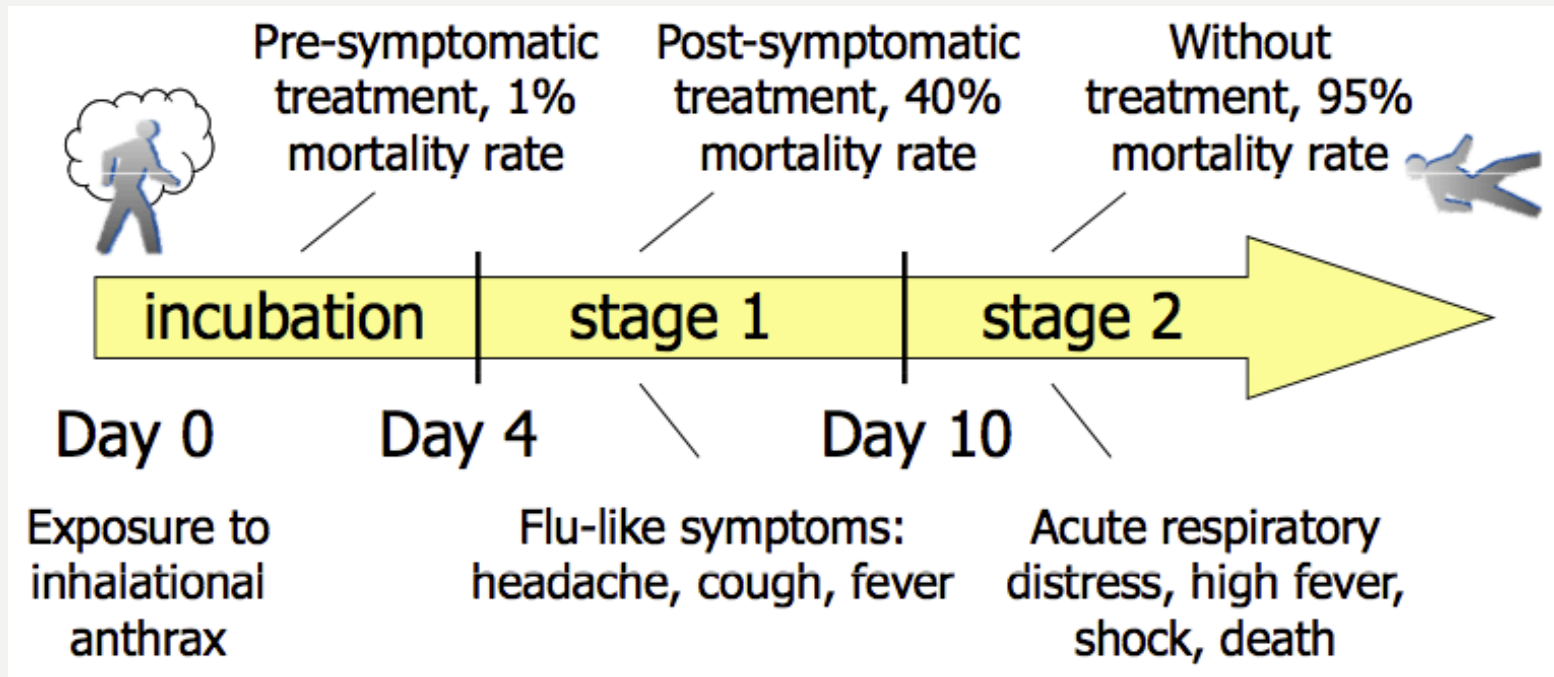 Pre-symptomatic
treatment, 1%
mortality rate
Post-symptomatic
treatment, 40%
mortality rate
Without
treatment, 95%
mortality rate
incubation
stage 1
stage 2
Day 0
Day 4
Day 10
Exposure to
inhalational
anthrax
Flu-like symptoms:
headache, cough, fever
Acute respiratory
distress, high fever,
shock, death